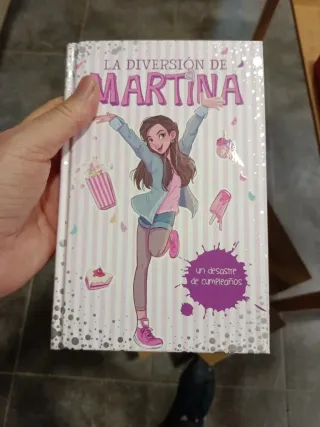 LA DIVERSIÓN DE
MARTINA
un desastre
de cumpleaños